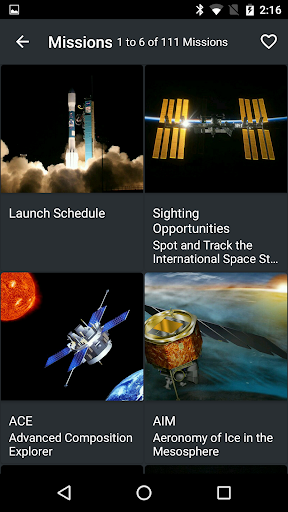 2:16
Missions 1 to 6 of 111 Missions
Launch Schedule
Sighting
Opportunities
Spot and Track the
International Space St...
ACE
Advanced Composition
Explorer
AIM
Aeronomy of Ice in the
Mesosphere